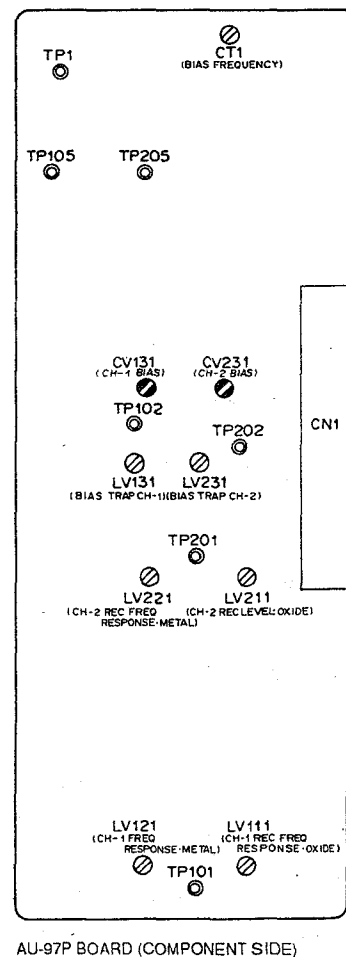 CT1
(BIAS FREQUENCY)
TP1
TP105
TP205
CV131
(CH-1 BIAS)
CV231
(CH-2 BIAS)
TP102
TP202
CN1
LV131
(BIAS TRAP CH-1)
LV231
(BIAS TRAP CH-2)
TP201
LV221
(CH-2 REC FREQ
RESPONSE-METAL)
LV211
(CH-2 REC LEVEL-OXIDE)
LV121
(CH-1 FREQ
RESPONSE-METAL)
LV111
(CH-1 REC FREQ
RESPONSE-OXIDE)
TP101
AU-97P BOARD (COMPONENT SIDE)